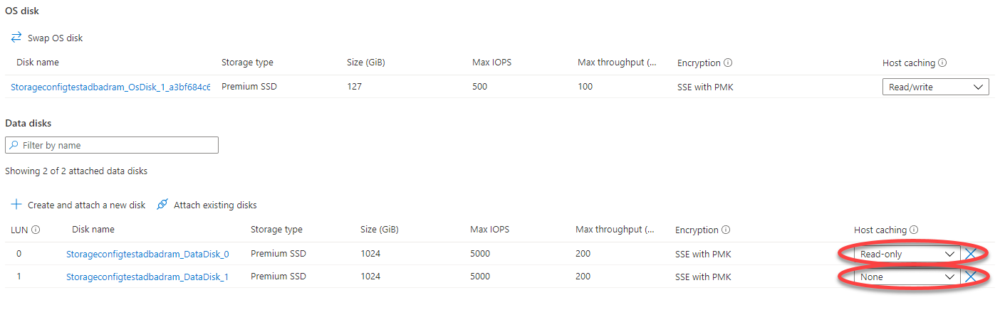 OS disk
Swap OS disk
Disk name Storage type Size (GiB) Max IOPS Max throughput (... Encryption Host caching
Storageconfigtestadbadram_OsDisk_1_a3bf684c6 Premium SSD 127 500 100 SSE with PMK Read/write
Data disks
Filter by name
Showing 2 of 2 attached data disks
Create and attach a new disk Attach existing disks
LUN Disk name Storage type Size (GiB) Max IOPS Max throughput (... Encryption Host caching
0 Storageconfigtestadbadram_DataDisk_0 Premium SSD 1024 5000 200 SSE with PMK Read-only
1 Storageconfigtestadbadram_DataDisk_1 Premium SSD 1024 5000 200 SSE with PMK None